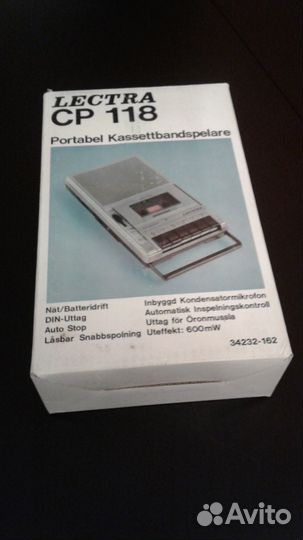 LECTRA
CP 118
Portabel Kassettbandspelare
Nät/Batteridrift
DIN-Uttag
Auto Stop
Låsbar Snabbspolning
Inbyggd Kondensatormikrofon
Automatisk Inspelningskontroll
Uttag för Öronmussla
Uteffekt: 600mW
34232-162
Avito